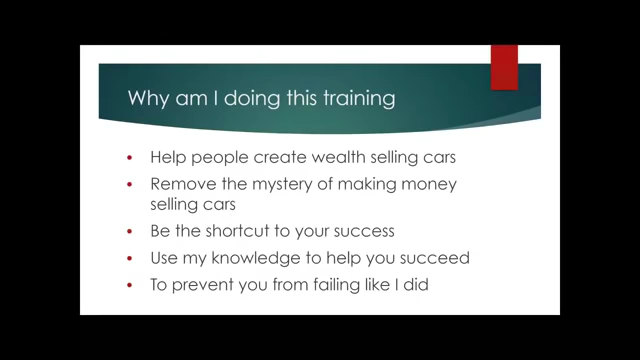 Why am I doing this training
Help people create wealth selling cars
Remove the mystery of making money
selling cars
Be the shortcut to your success
Use my knowledge to help you succeed
To prevent you from failing like I did